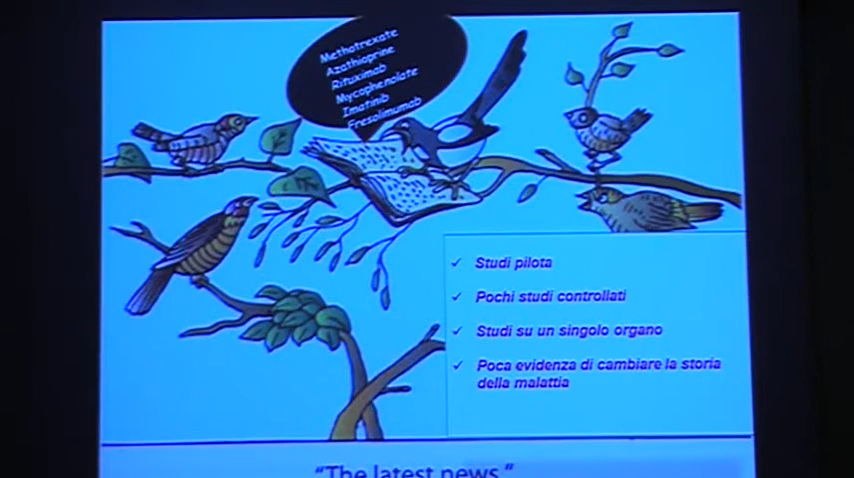 Methotrexate
Azathioprine
Rituximab
Mycophenolate
Imatinib
Fresolimumab
✓ Studi pilota
✓ Pochi studi controllati
✓ Studi su un singolo organo
✓ Poca evidenza di cambiare la storia
della malattia
“The latest news”